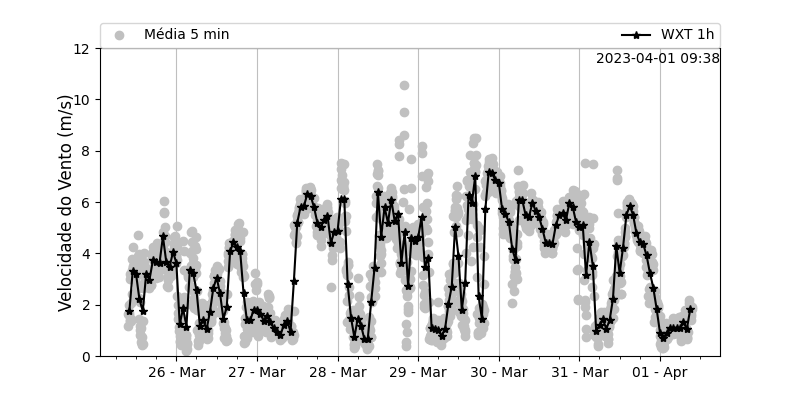 Média 5 min
WXT 1h
2023-04-01 09:38
Velocidade do Vento (m/s)
12
10
8
6
4
2
0
26 - Mar
27 - Mar
28 - Mar
29 - Mar
30 - Mar
31 - Mar
01 - Apr